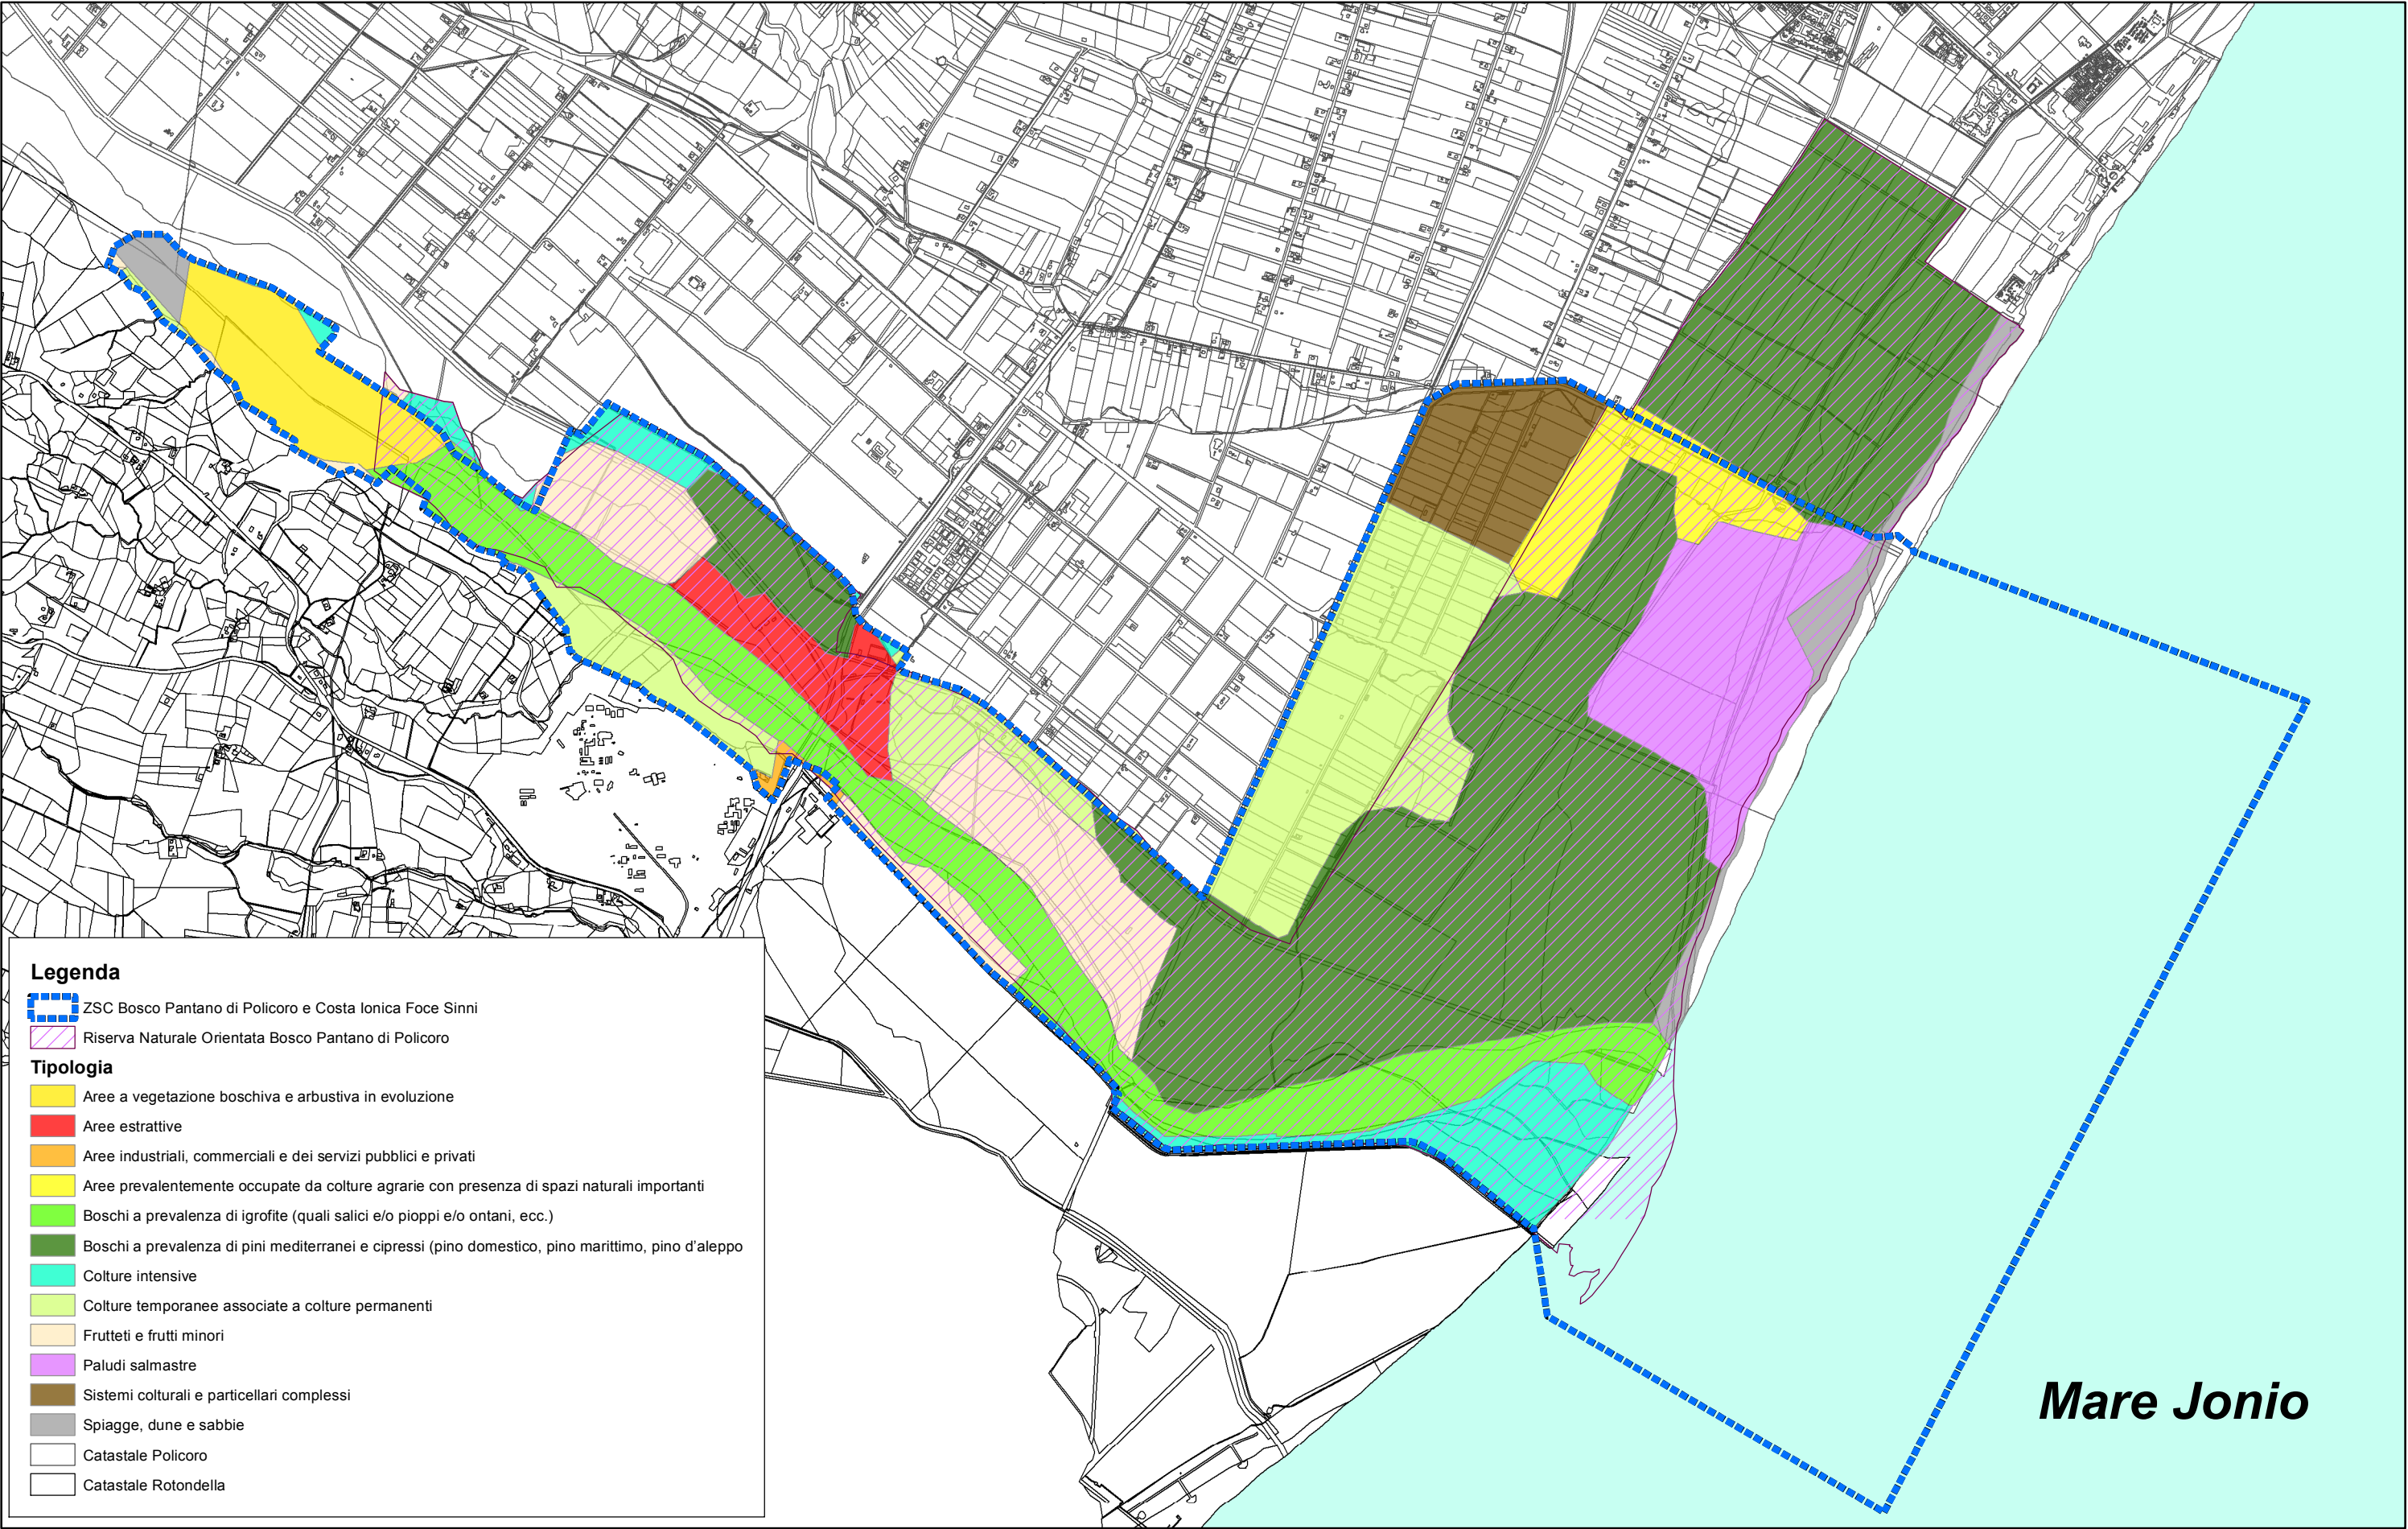 Legenda
ZSC Bosco Pantano di Policoro e Costa Ionica Foce Sinni
Riserva Naturale Orientata Bosco Pantano di Policoro
Tipologia
Aree a vegetazione boschiva e arbustiva in evoluzione
Aree estrattive
Aree industriali, commerciali e dei servizi pubblici e privati
Aree prevalentemente occupate da colture agrarie con presenza di spazi naturali importanti
Boschi a prevalenza di igrofite (quali salici e/o pioppi e/o ontani, ecc.)
Boschi a prevalenza di pini mediterranei e cipressi (pino domestico, pino marittimo, pino d'aleppo
Colture intensive
Colture temporanee associate a colture permanenti
Frutteti e frutti minori
Paludi salmastre
Sistemi colturali e particellari complessi
Spiagge, dune e sabbie
Catastale Policoro
Catastale Rotondella
Mare Jonio